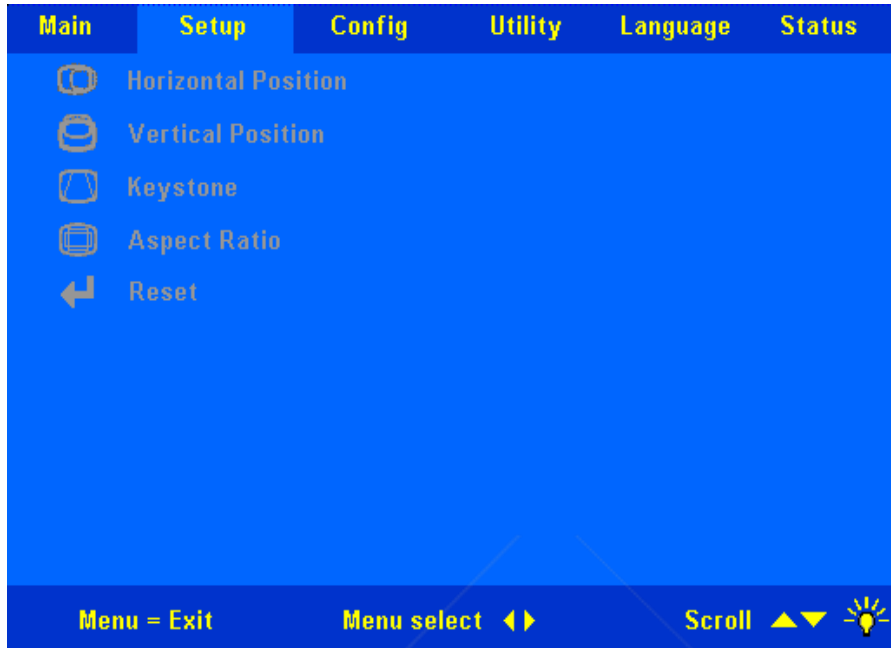 Main Setup Config Utility Language Status
Horizontal Position
Vertical Position
Keystone
Aspect Ratio
Reset
Menu = Exit Menu select Scroll